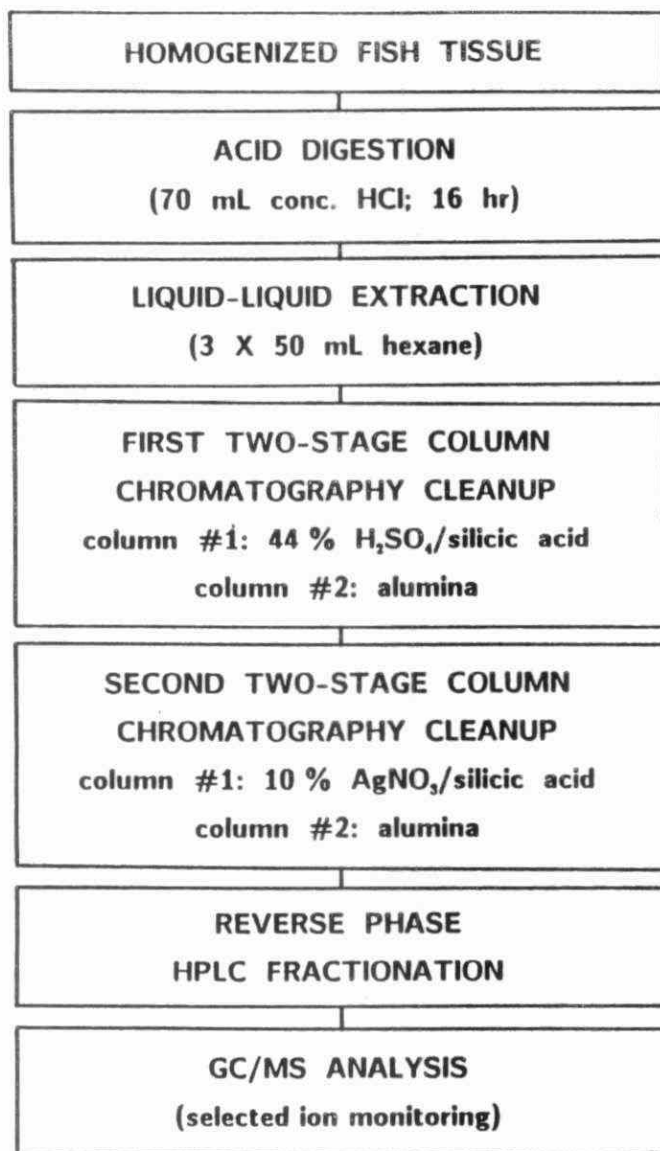 HOMOGENIZED FISH TISSUE
ACID DIGESTION
(70 mL conc. HCl; 16 hr)
LIQUID-LIQUID EXTRACTION
(3 X 50 mL hexane)
FIRST TWO-STAGE COLUMN
CHROMATOGRAPHY CLEANUP
column #1: 44 % H₂SO₄/silicic acid
column #2: alumina
SECOND TWO-STAGE COLUMN
CHROMATOGRAPHY CLEANUP
column #1: 10 % AgNO₃/silicic acid
column #2: alumina
REVERSE PHASE
HPLC FRACTIONATION
GC/MS ANALYSIS
(selected ion monitoring)